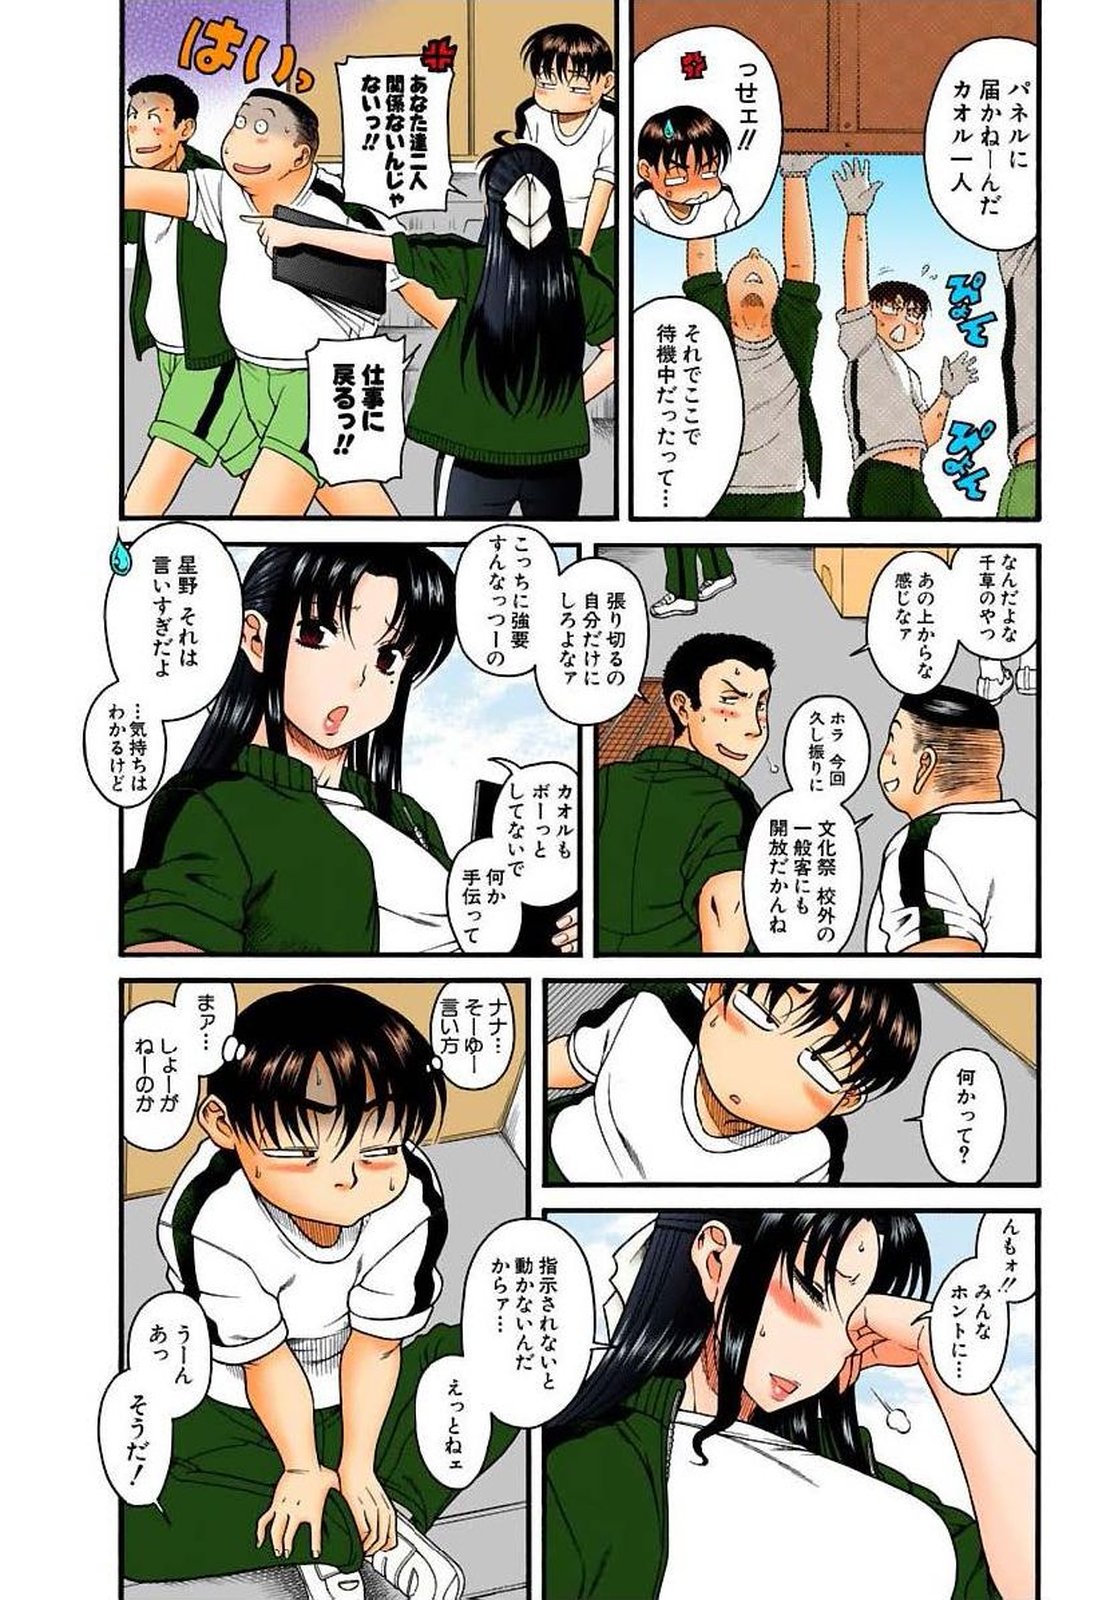 パネルに
届かねーんだ
カオル一人
っせェ!!
それでここで
待機中だったって…
ぴょん
ぴょん
あなた達二人
関係ないんじゃ
ないっ!!
仕事に
戻るっ!!
はいっ
なんだよな
千草のやつ
あの上からな
感じなァ
ホラ 今回
久し振りに
文化祭 校外の
一般客にも
開放だかんね
張り切るの
自分だけに
しろよなァ
こっちに強要
すんなっつーの
星野 それは
言いすぎだよ
…気持ちは
わかるけど
カオルも
ボーっと
してないで
何か
手伝って
何かって?
ナナ…
そーゆー
言い方
まァ…
しょーが
ねーのか
んもォ!!
みんな
ホントに…
指示されないと
動かないんだ
からァ…
えっとねェ
うーん
あっ
そうだ!